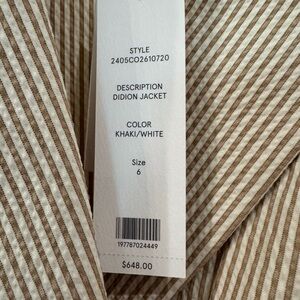 STYLE
2405CO2610720
DESCRIPTION
DIDION JACKET
COLOR
KHAKI/WHITE
Size
6
197787024449
$648.00